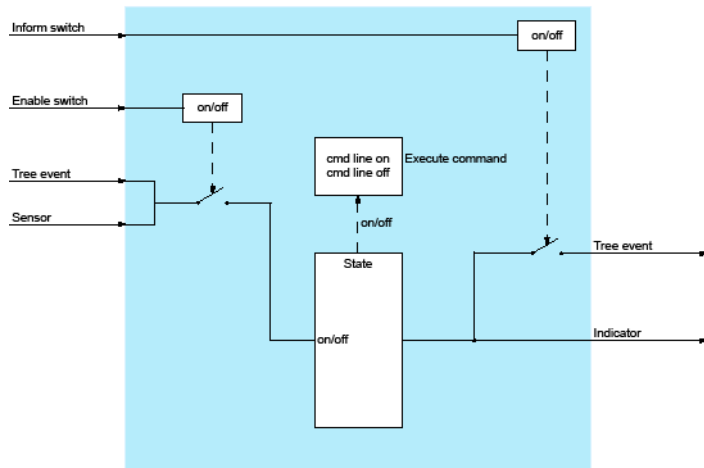 Inform switch
on/off
Enable switch
on/off
cmd line on
cmd line off
Execute command
Tree event
Sensor
on/off
State
Tree event
on/off
Indicator